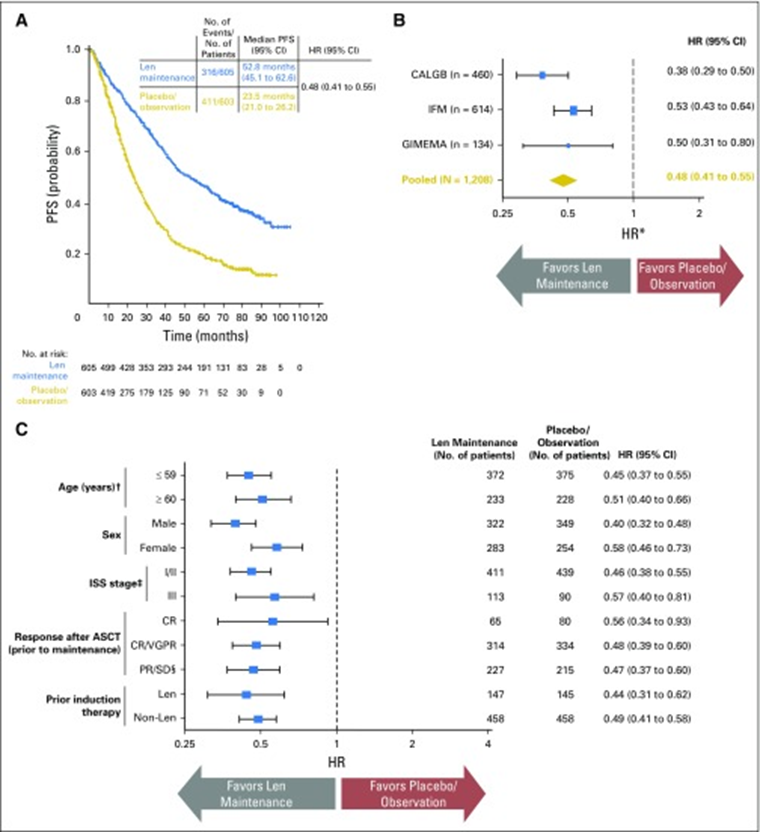 A
No. of Events/ No. of Patients Median PFS (95% CI) HR (95% CI)
Len maintenance 316/605 52.8 months (45.1 to 62.6)
0.48 (0.41 to 0.55)
Placebo/ observation 411/603 23.5 months (21.0 to 26.2)
PFS (probability)
1.0
0.8
0.6
0.4
0.2
0 10 20 30 40 50 60 70 80 90 100 110 120
Time (months)
No. at risk:
Len maintenance 605 499 428 353 293 244 191 131 83 28 5 0
Placebo/ observation 603 419 275 179 125 90 71 52 30 9 0
B
HR (95% CI)
CALGB (n = 460) 0.38 (0.29 to 0.50)
IFM (n = 614) 0.53 (0.43 to 0.64)
GIMEMA (n = 134) 0.50 (0.31 to 0.80)
Pooled (N = 1,208) 0.48 (0.41 to 0.55)
0.25 0.5 1 2
HR*
Favors Len Maintenance
Favors Placebo/ Observation
C
Len Maintenance (No. of patients) Placebo/ Observation (No. of patients) HR (95% CI)
Age (years)†
≤ 59 372 375 0.45 (0.37 to 0.55)
≥ 60 233 228 0.51 (0.40 to 0.66)
Sex
Male 322 349 0.40 (0.32 to 0.48)
Female 283 254 0.58 (0.46 to 0.73)
ISS stage‡
I/II 411 439 0.46 (0.38 to 0.55)
III 113 90 0.57 (0.40 to 0.81)
Response after ASCT (prior to maintenance)
CR 65 80 0.56 (0.34 to 0.93)
CR/VGPR 314 334 0.48 (0.39 to 0.60)
PR/SD§ 227 215 0.47 (0.37 to 0.60)
Prior induction therapy
Len 147 145 0.44 (0.31 to 0.62)
Non-Len 458 458 0.49 (0.41 to 0.58)
0.25 0.5 1 2 4
HR
Favors Len Maintenance
Favors Placebo/ Observation